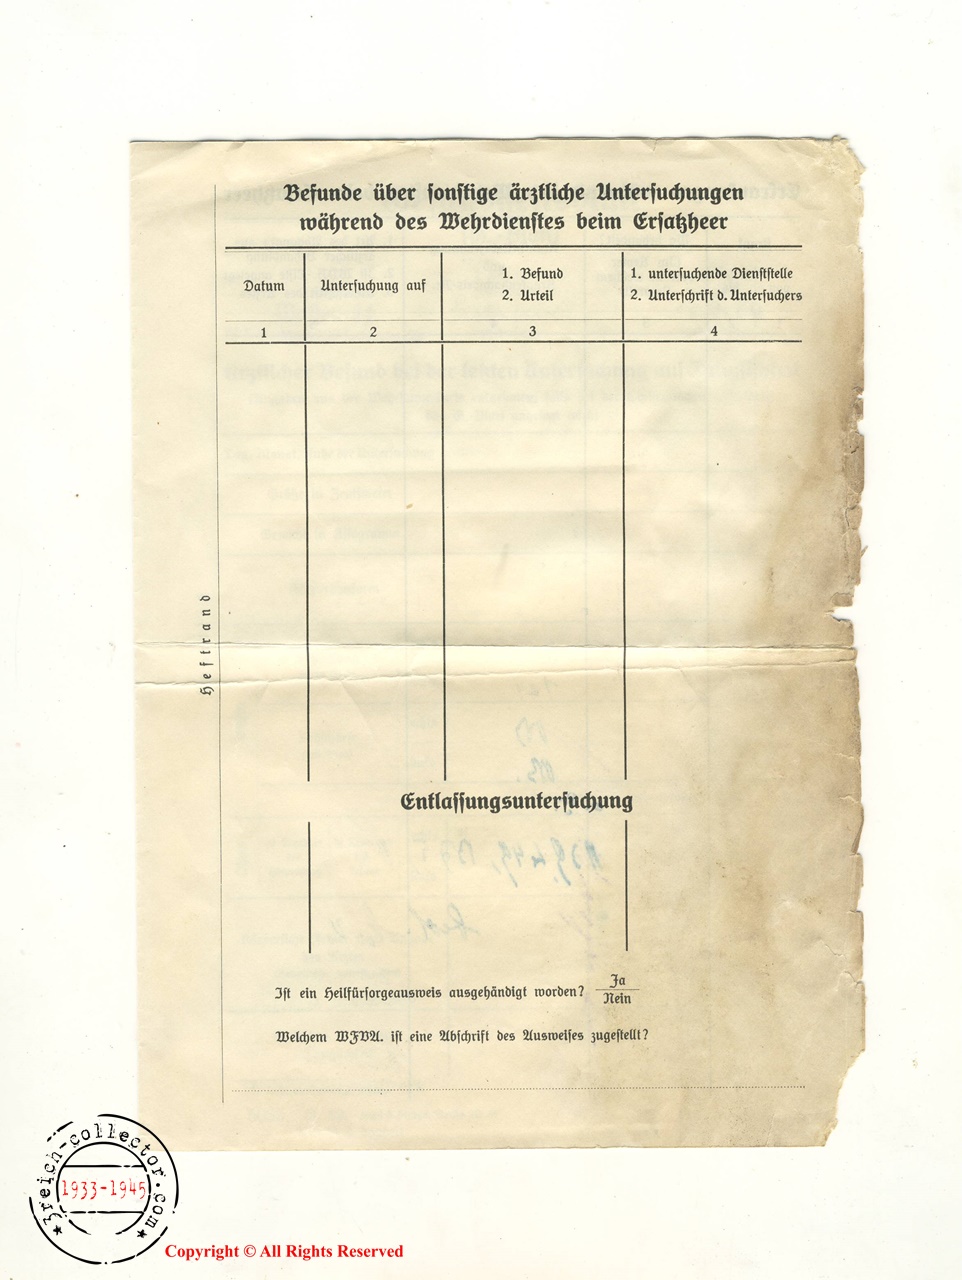 Befunde über sonstige ärztliche Untersuchungen
während des Wehrdienstes beim Ersatzheer
Datum
Untersuchung auf
1. Befund
2. Urteil
1. untersuchende Dienststelle
2. Unterschrift d. Untersuchers
1 2 3 4
Heftrand
Entlassungsuntersuchung
Ist ein Heilfürsorgeausweis ausgehändigt worden? Ja
Nein
Welchem WFVA. ist eine Abschrift des Ausweises zugestellt?
3reich-collector.com
1933-1945
Copyright © All Rights Reserved